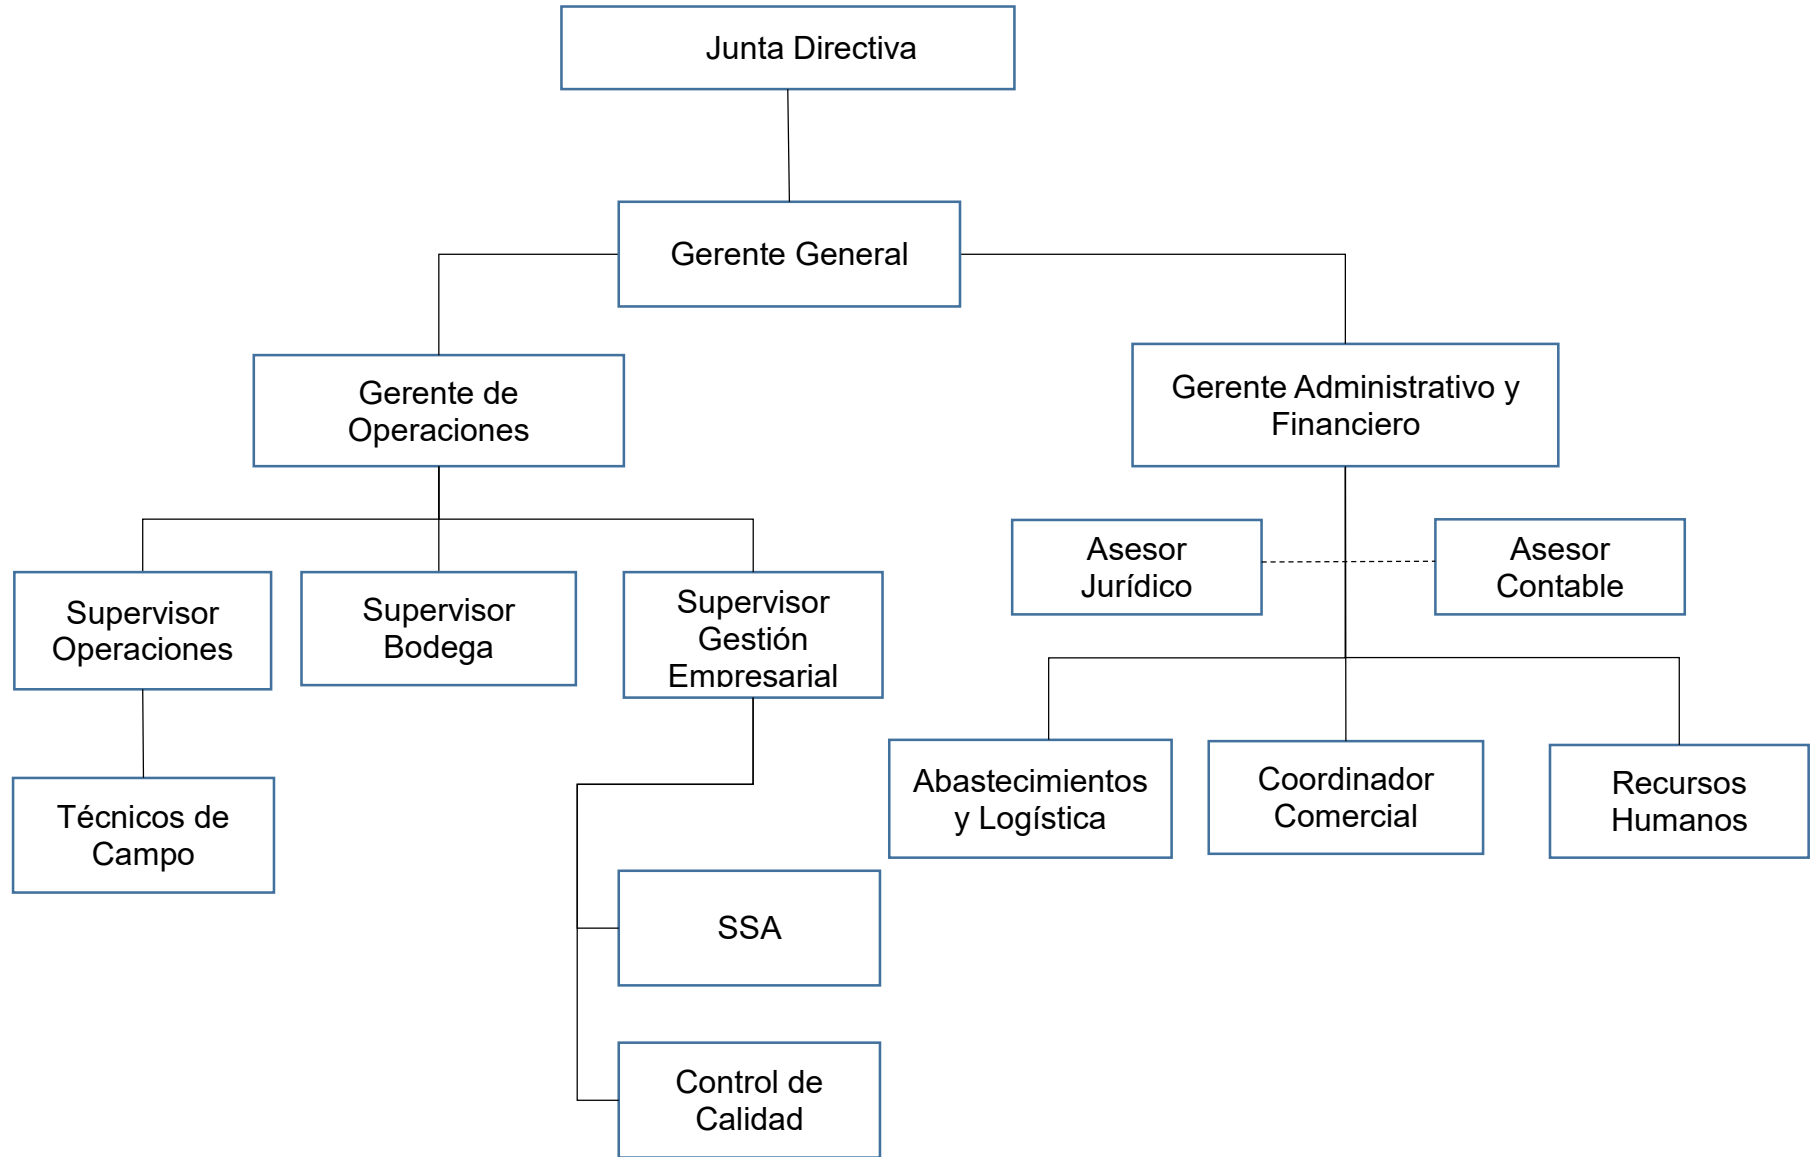 Junta Directiva
Gerente General
Gerente de
Operaciones
Gerente Administrativo y
Financiero
Asesor
Jurídico
Asesor
Contable
Supervisor
Operaciones
Supervisor
Bodega
Supervisor
Gestión
Empresarial
Abastecimientos
y Logística
Coordinador
Comercial
Recursos
Humanos
Técnicos de
Campo
SSA
Control de
Calidad